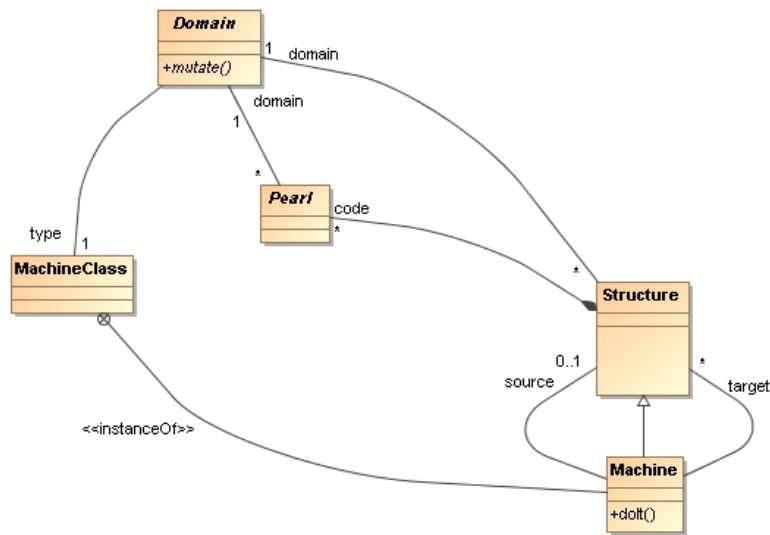 Domain
+mutate()
1
domain
domain
1
*
Pearl
code
*
type
1
MachineClass
*
Structure
0..1
*
source
target
<<instanceOf>>
Machine
+doIt()